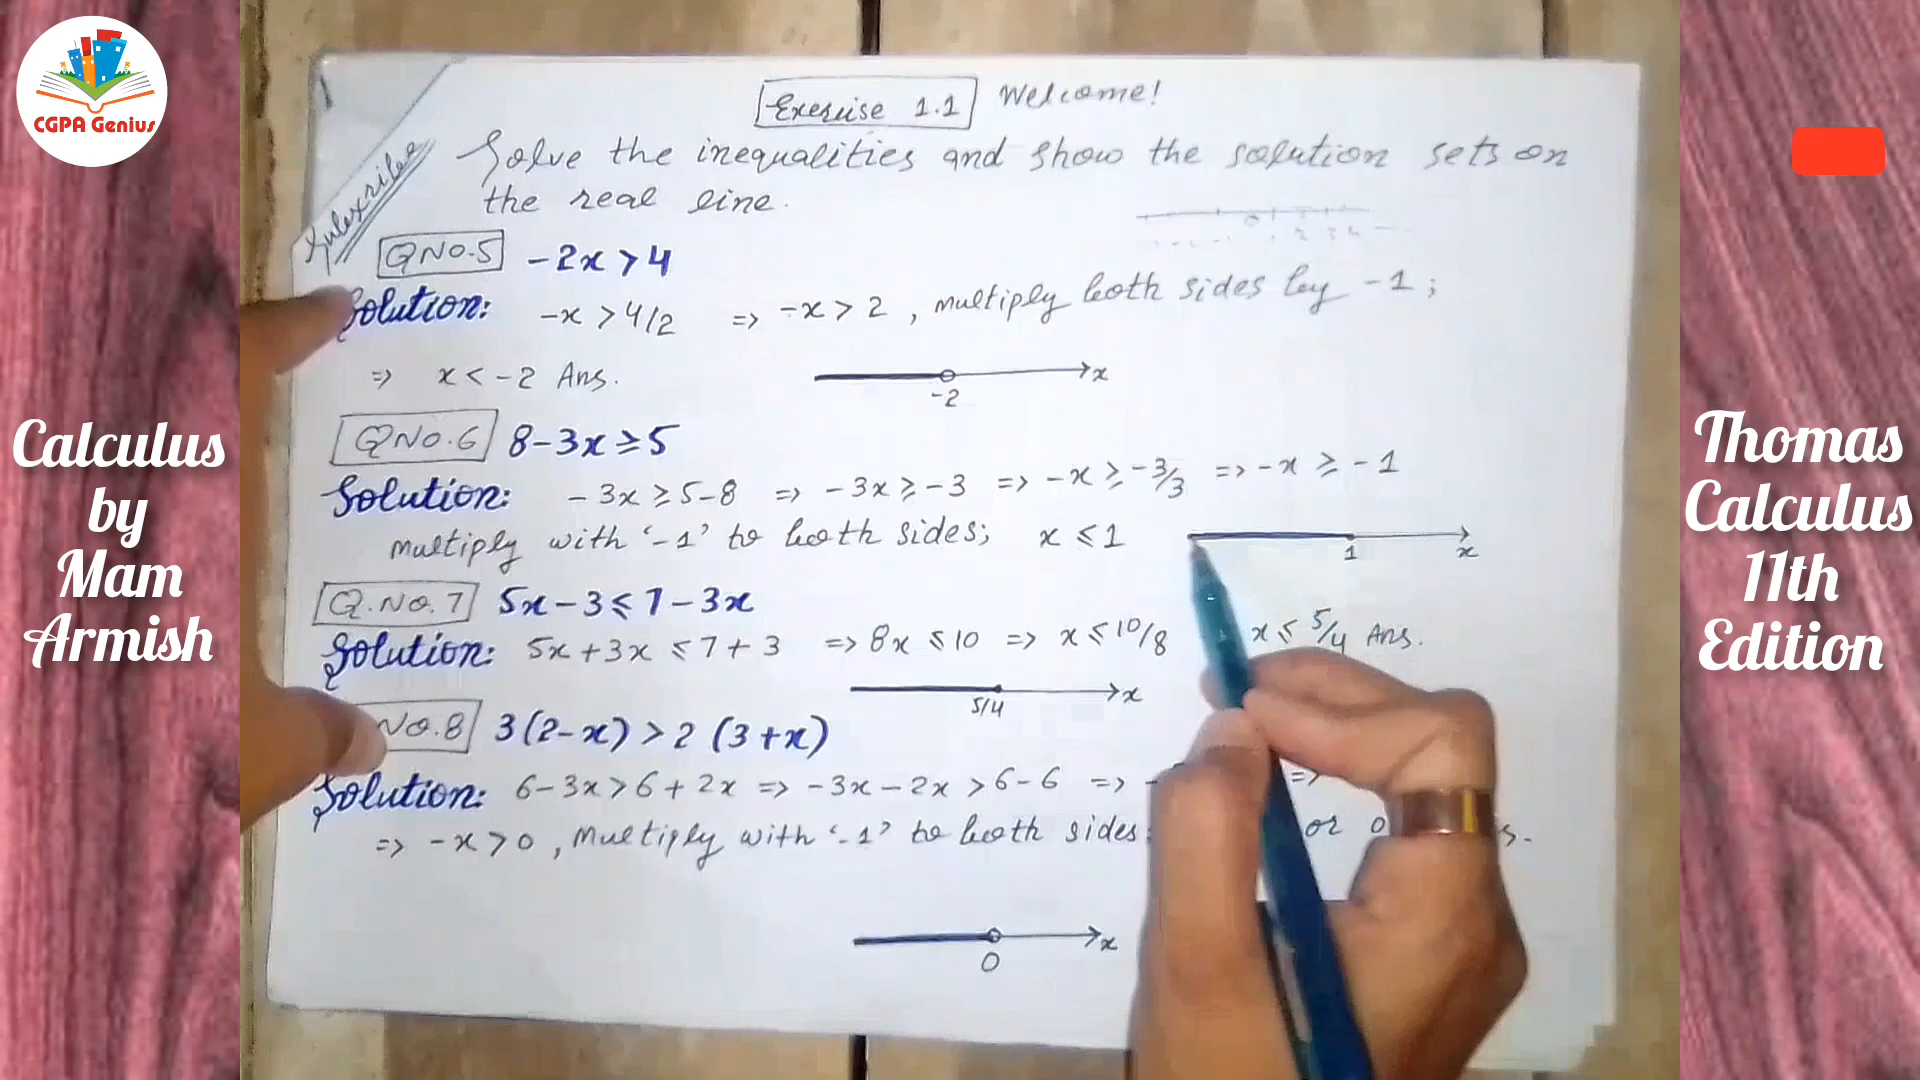 CGPA Genius
Calculus
by
Mam
Armish
Exercise 1.1 Welcome!
Solve the inequalities and show the solution sets on
the real line.
Q NO.5 -2x > 4
Solution: -x > 4/2 => -x > 2 , multiply both sides by -1 ;
=> x < -2 Ans.
-2 x
Q NO.6 8-3x ≥ 5
Solution: -3x ≥ 5-8 => -3x ≥ -3 => -x ≥ -3/3 => -x ≥ -1
multiply with '-1' to both sides; x ≤ 1
1 x
Q.NO.7 5x-3 ≤ 7-3x
Solution: 5x+3x ≤ 7+3 => 8x ≤ 10 => x ≤ 10/8 x ≤ 5/4 Ans.
5/4 x
NO.8 3(2-x) > 2 (3+x)
Solution: 6-3x > 6+2x => -3x-2x > 6-6 => - =>
=> -x > 0 , Multiply with '-1' to both sides: or 0 s.
0 x
Thomas
Calculus
11th
Edition